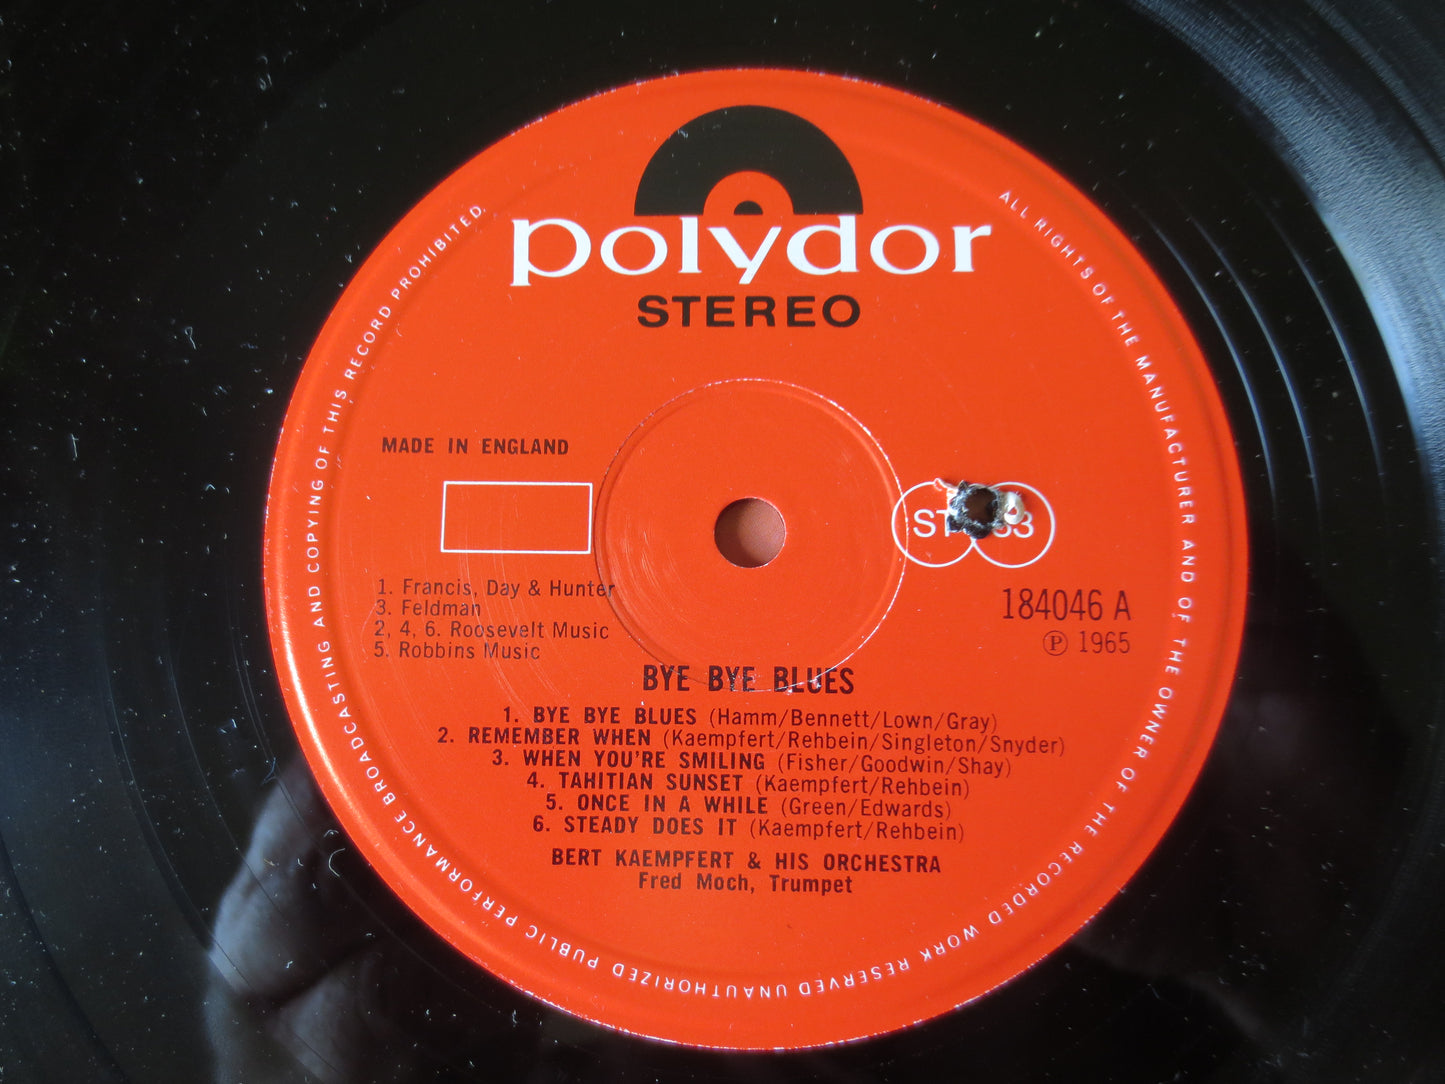 polydor
STEREO
ALL RIGHTS OF THE MANUFACTURER AND OF THE OWNER OF THE RECORDED WORK RESERVED UNAUTHORIZED PUBLIC PERFORMANCE BROADCASTING AND COPYING OF THIS RECORD PROHIBITED
MADE IN ENGLAND
184046 A
℗ 1965
1. Francis, Day & Hunter
3. Feldman
2, 4, 6. Roosevelt Music
5. Robbins Music
BYE BYE BLUES
1. BYE BYE BLUES (Hamm/Bennett/Lown/Gray)
2. REMEMBER WHEN (Kaempfert/Rehbein/Singleton/Snyder)
3. WHEN YOU'RE SMILING (Fisher/Goodwin/Shay)
4. TAHITIAN SUNSET (Kaempfert/Rehbein)
5. ONCE IN A WHILE (Green/Edwards)
6. STEADY DOES IT (Kaempfert/Rehbein)
BERT KAEMPFERT & HIS ORCHESTRA
Fred Moch, Trumpet